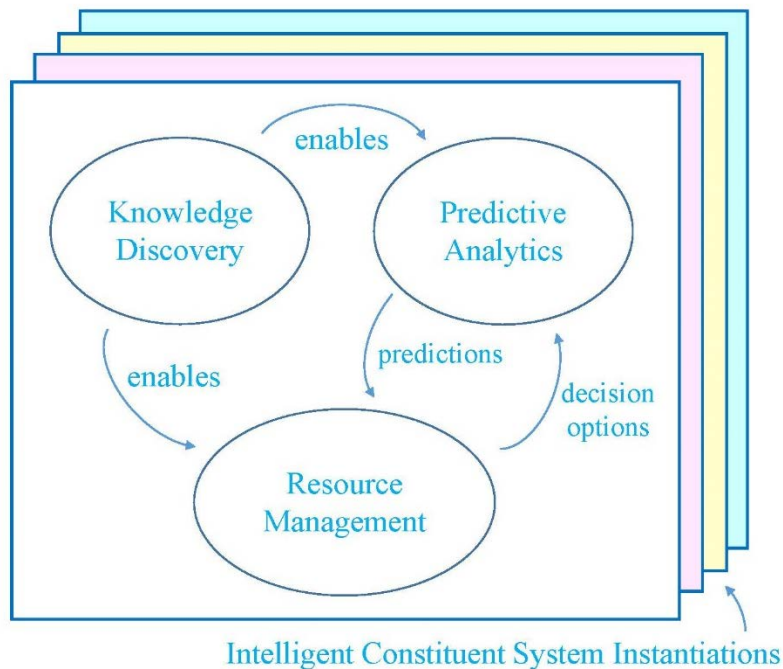 enables
Knowledge
Discovery
Predictive
Analytics
enables
predictions
decision
options
Resource
Management
Intelligent Constituent System Instantiations